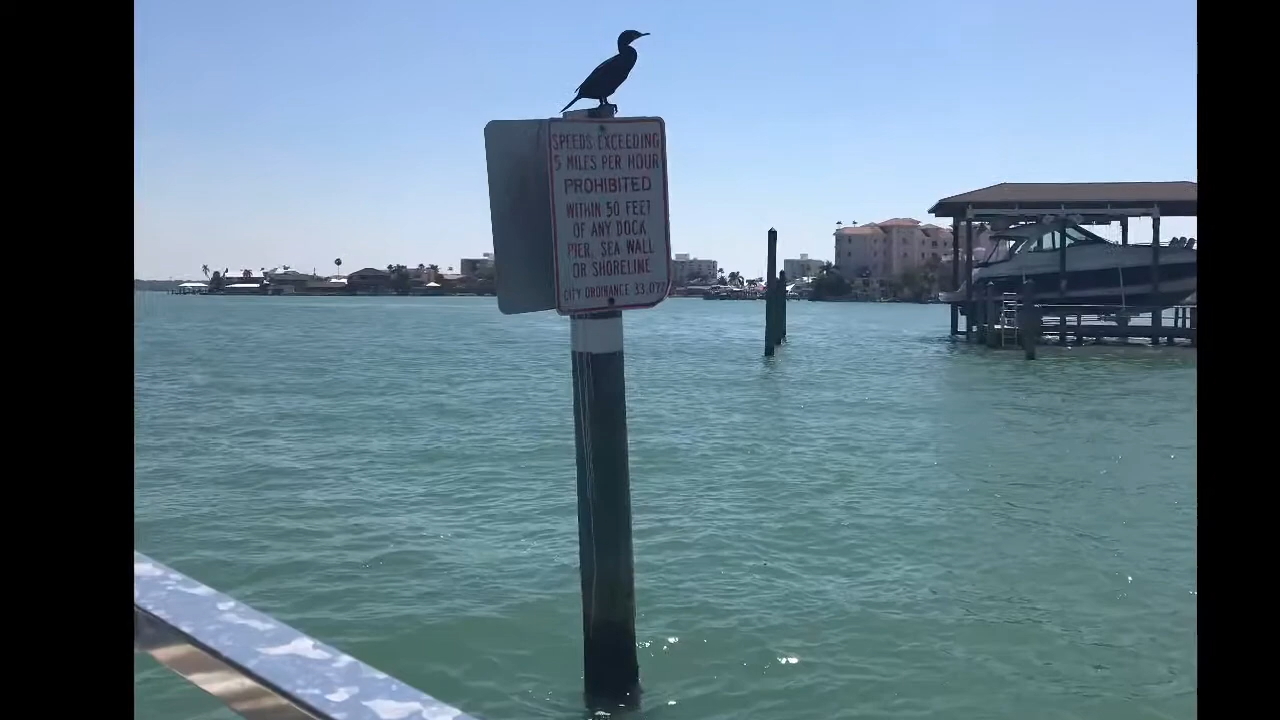 SPEEDS EXCEEDING
5 MILES PER HOUR
PROHIBITED
WITHIN 50 FEET
OF ANY DOCK
PIER, SEA WALL
OR SHORELINE
CITY ORDINANCE 33.077